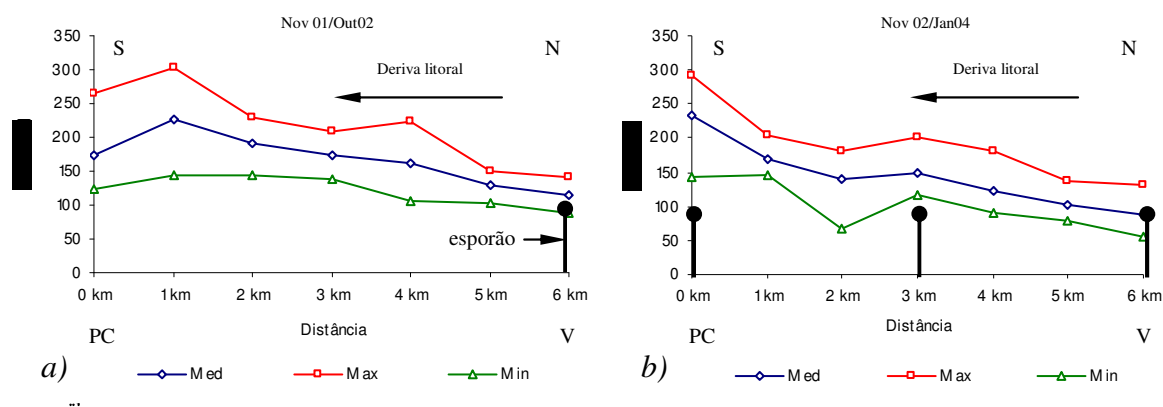 Nov 01/Out02
350
300
250
200
150
100
50
0
S
N
Deriva litoral
esporão
0 km 1km 2 km 3 km 4 km 5 km 6 km
Distância
PC V
a)
Med Max Min
Nov 02/Jan04
350
300
250
200
150
100
50
0
S
N
Deriva litoral
0 km 1 km 2 km 3 km 4 km 5 km 6 km
Distância
PC V
b)
Med Max Min